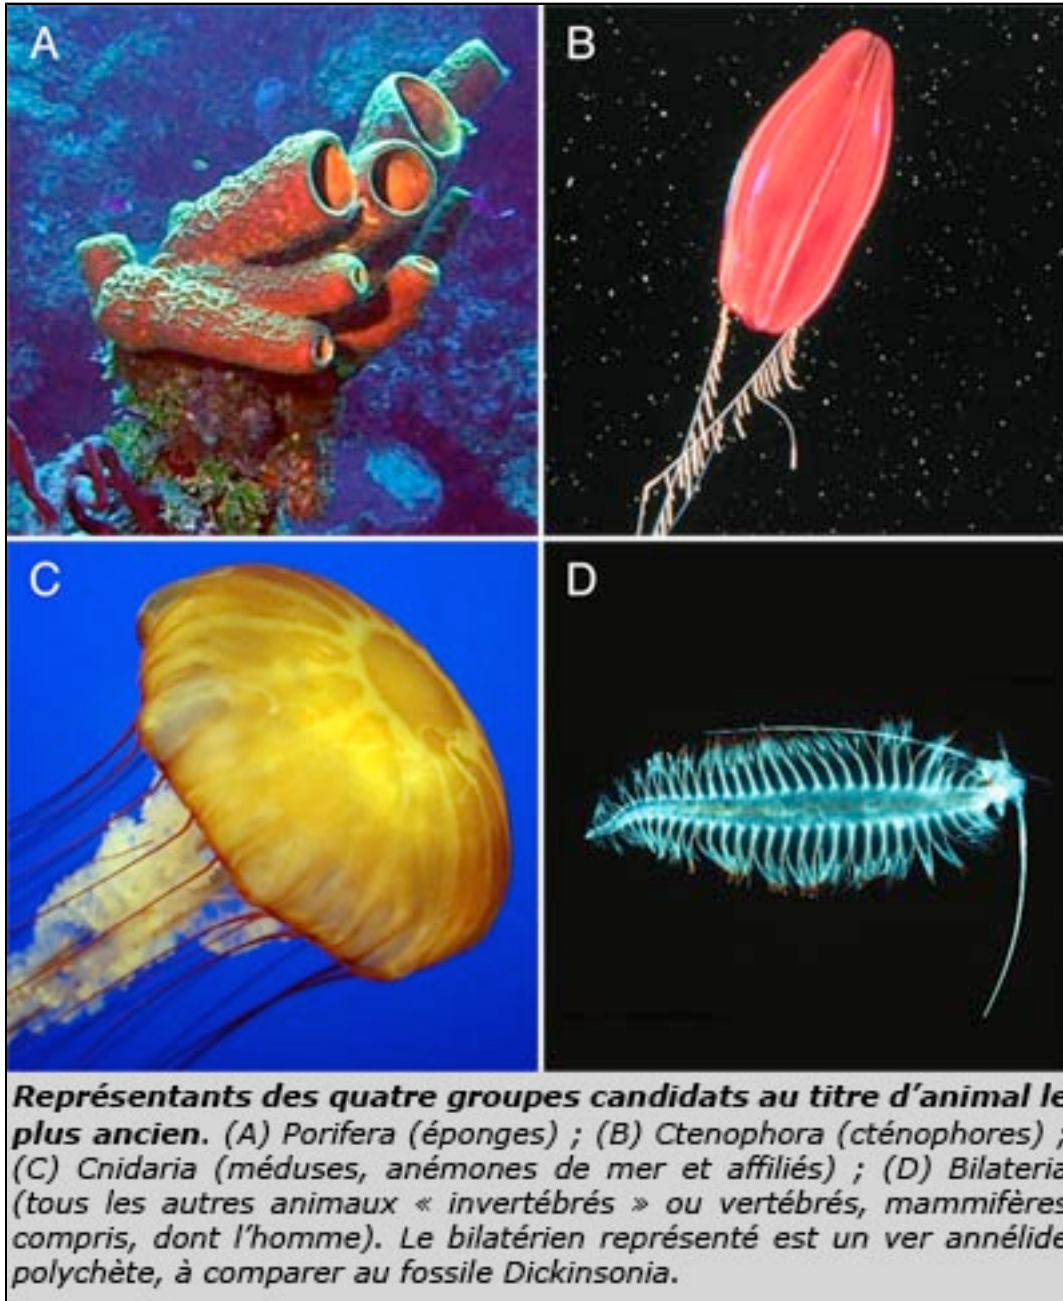 A
B
C
D
Représentants des quatre groupes candidats au titre d’animal le
plus ancien. (A) Porifera (éponges) ; (B) Ctenophora (cténophores) ;
(C) Cnidaria (méduses, anémones de mer et affiliés) ; (D) Bilateria
(tous les autres animaux « invertébrés » ou vertébrés, mammifères
compris, dont l’homme). Le bilatérien représenté est un ver annélide
polychète, à comparer au fossile Dickinsonia.